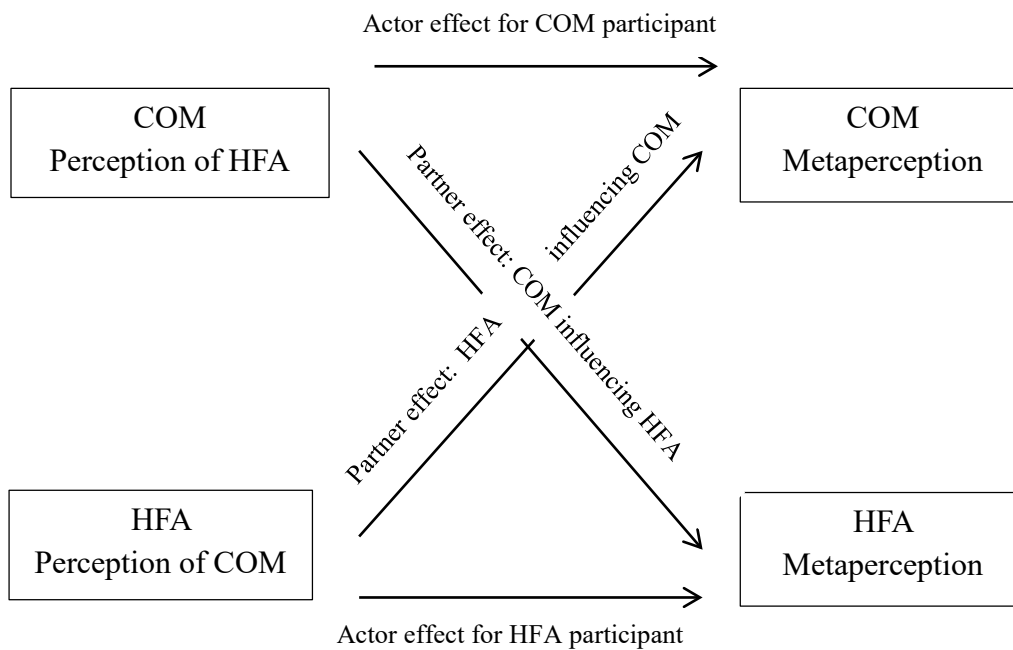 Actor effect for COM participant
COM
Perception of HFA
COM
Metaperception
Partner effect: COM influencing HFA
Partner effect:  HFA influencing COM
HFA
Perception of COM
HFA
Metaperception
Actor effect for HFA participant